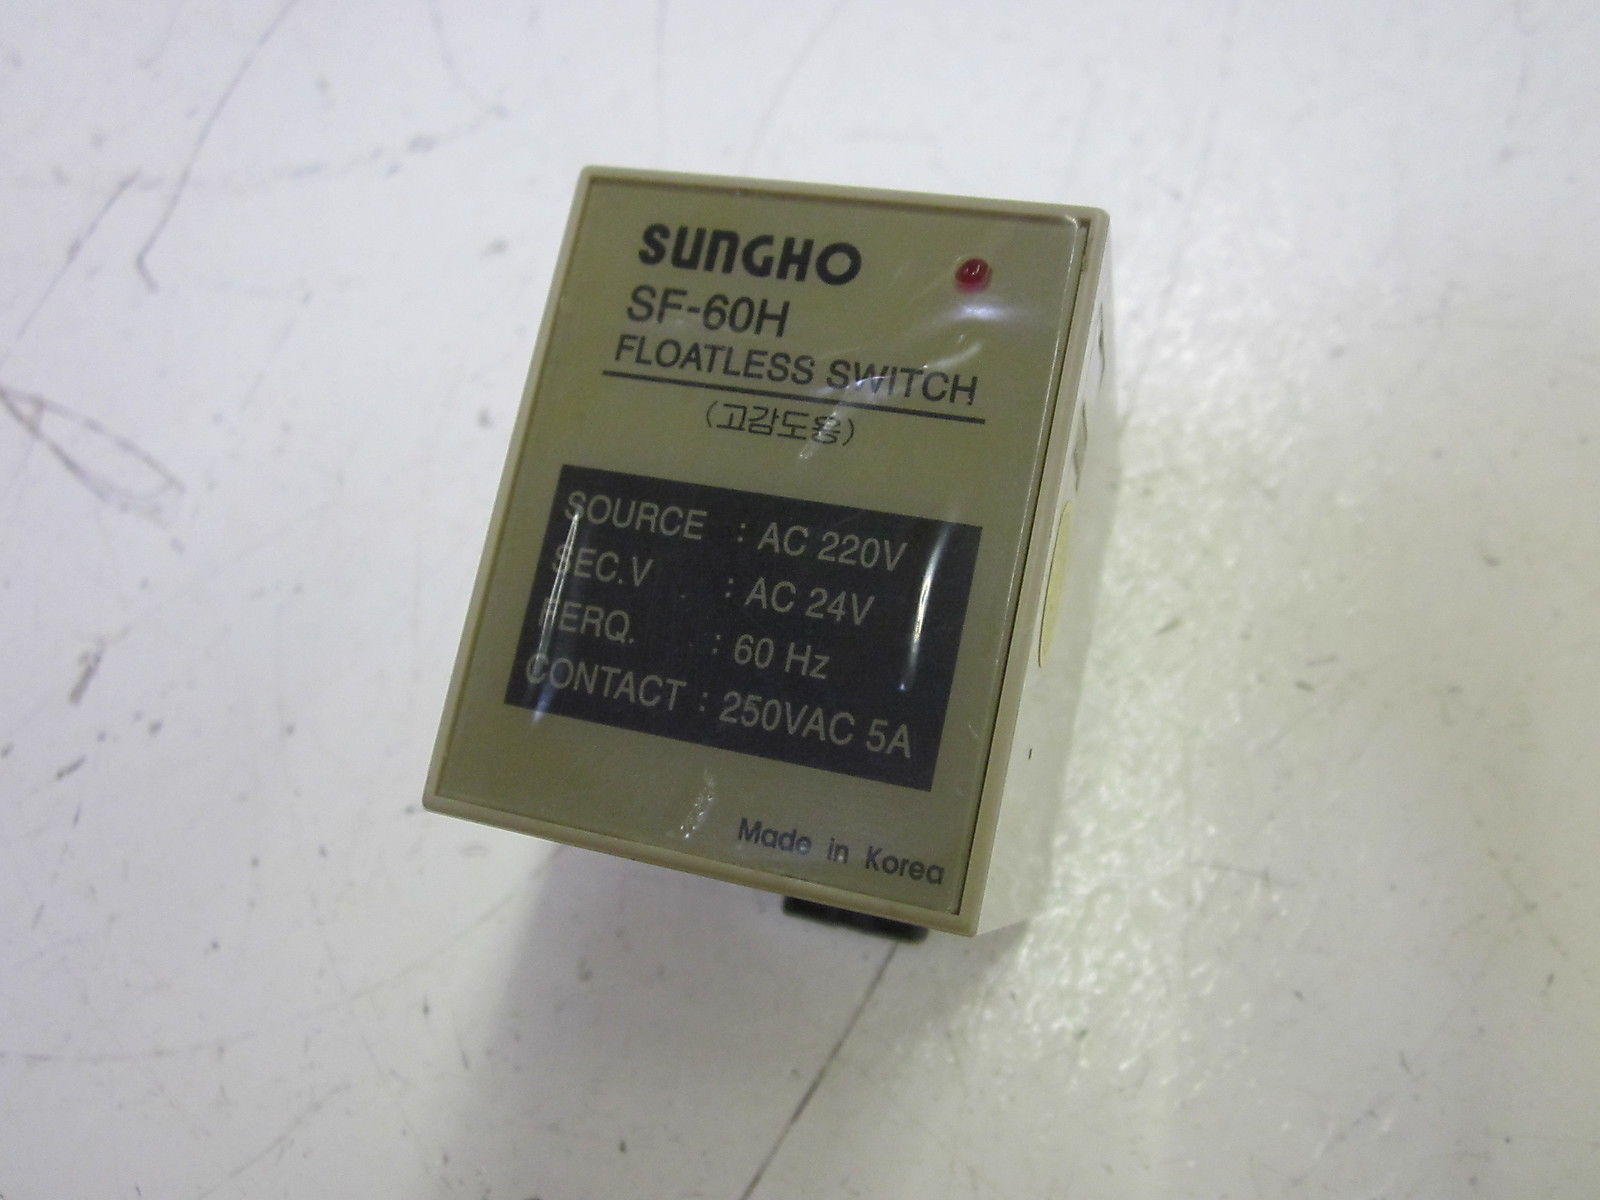 SUNGHO
SF-60H
FLOATLESS SWITCH
(고감도용)
SOURCE : AC 220V
SEC.V : AC 24V
FERQ. : 60 Hz
CONTACT : 250VAC 5A
Made in Korea